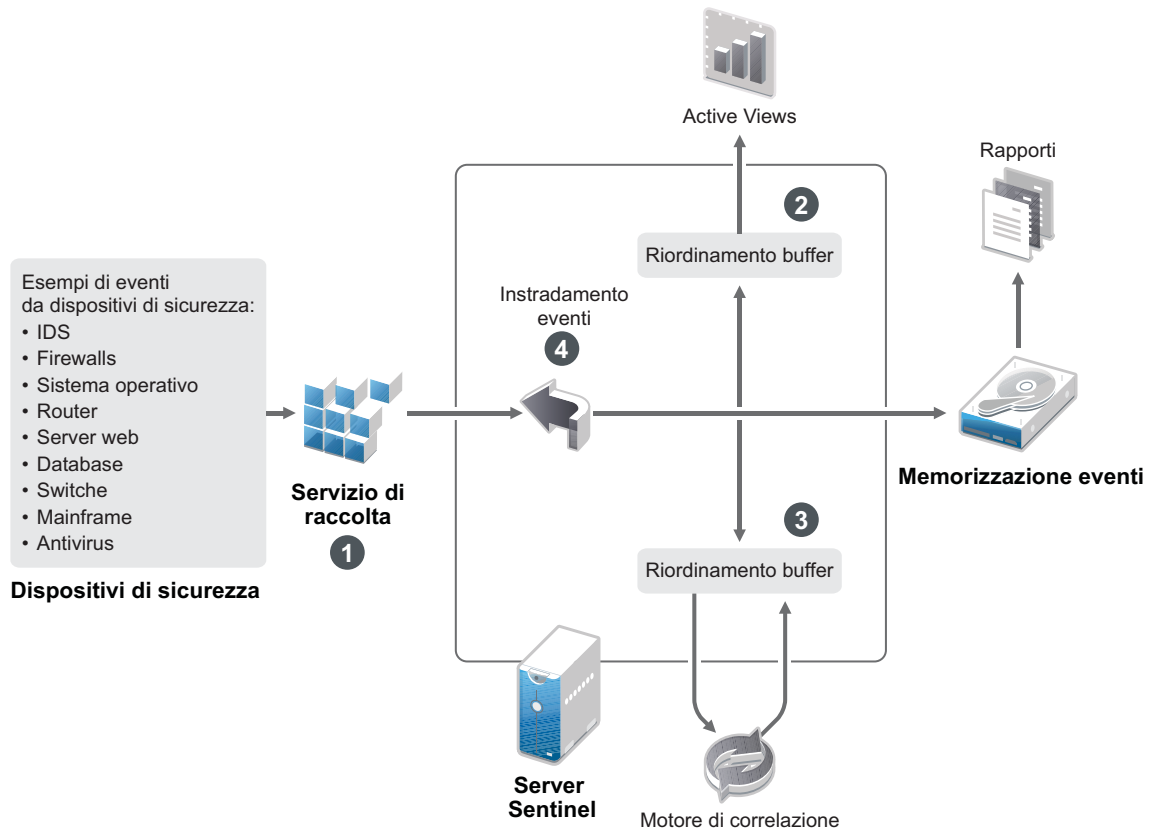 Active Views
Rapporti
2
Riordinamento buffer
Esempi di eventi
da dispositivi di sicurezza:
• IDS
• Firewalls
• Sistema operativo
• Router
• Server web
• Database
• Switche
• Mainframe
• Antivirus
Dispositivi di sicurezza
Instradamento
eventi
4
Servizio di
raccolta
1
Memorizzazione eventi
3
Riordinamento buffer
Server
Sentinel
Motore di correlazione